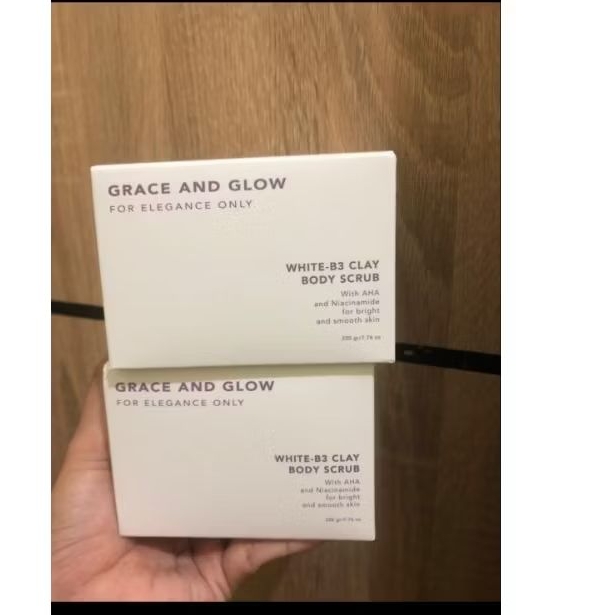 GRACE AND GLOW
FOR ELEGANCE ONLY
WHITE-B3 CLAY
BODY SCRUB
With AHA
and Niacinamide
for bright
and smooth skin
GRACE AND GLOW
FOR ELEGANCE ONLY
WHITE-B3 CLAY
BODY SCRUB
With AHA
and Niacinamide
for bright
and smooth skin